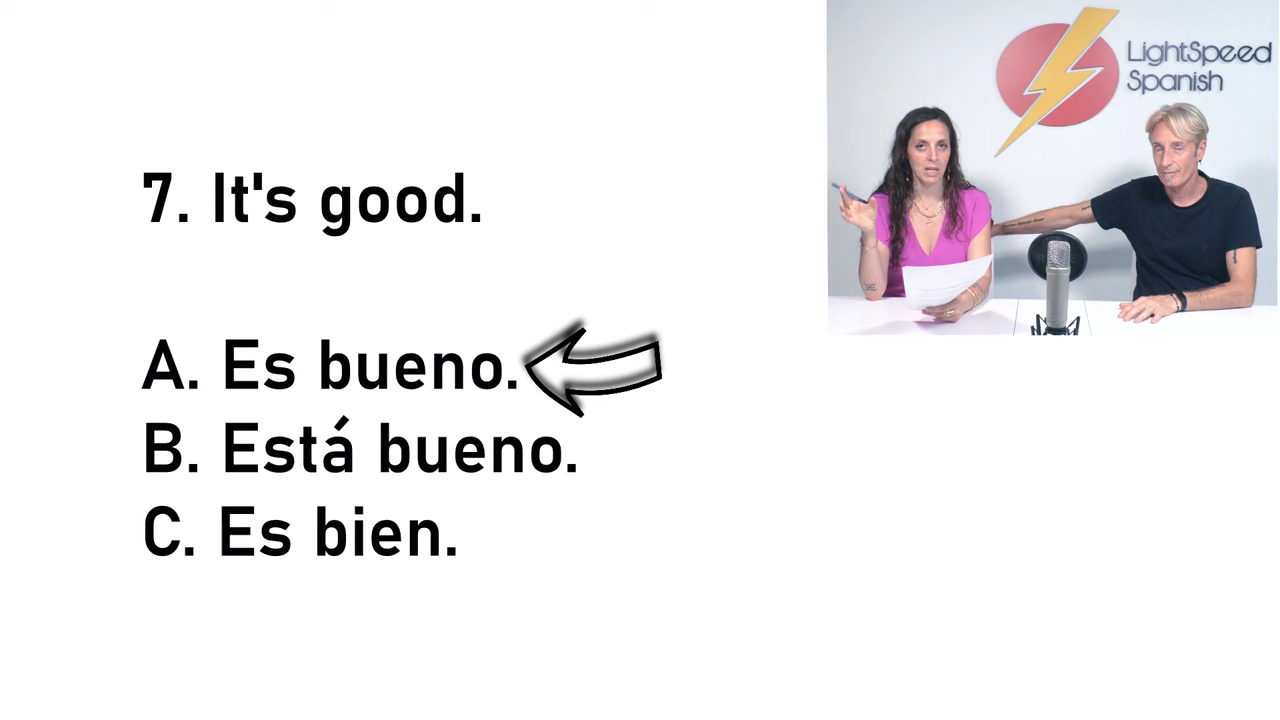 7. It's good.
A. Es bueno.
B. Está bueno.
C. Es bien.
LightSpeed
Spanish